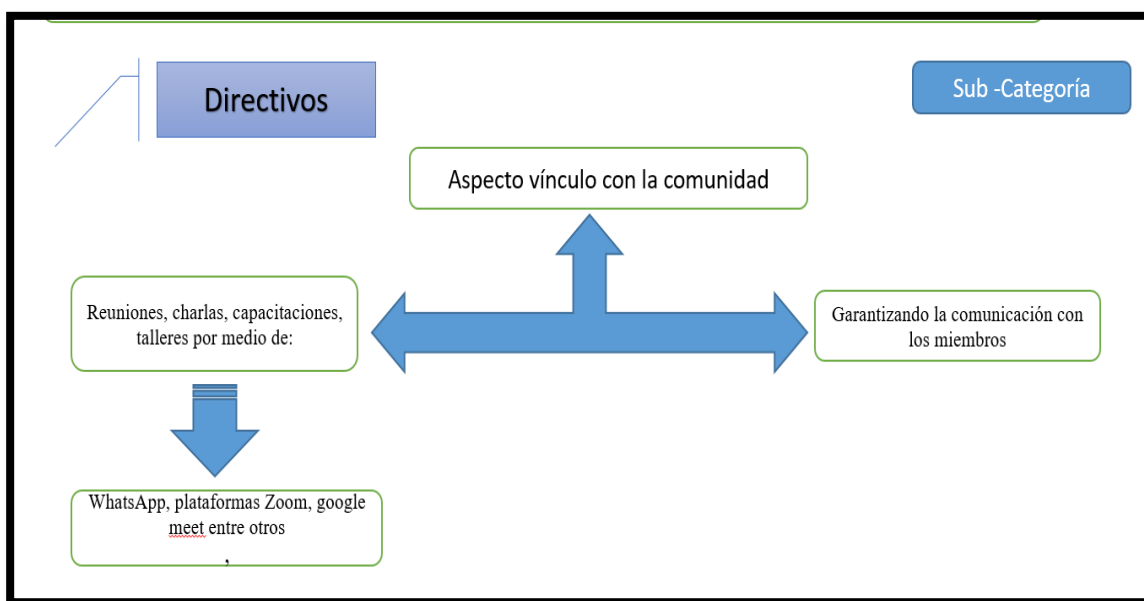 Directivos
Sub -Categoría
Aspecto vínculo con la comunidad
Reuniones, charlas, capacitaciones,
talleres por medio de:
Garantizando la comunicación con
los miembros
WhatsApp, plataformas Zoom, google
meet entre otros
,